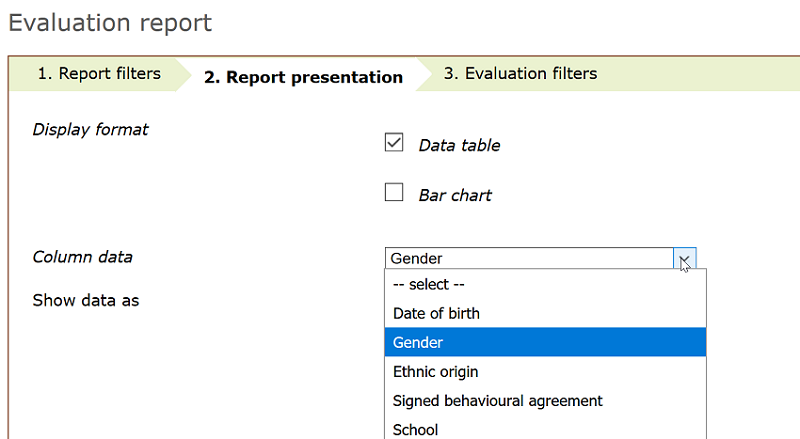 Evaluation report
1. Report filters
2. Report presentation
3. Evaluation filters
Display format
Data table
Bar chart
Column data
Gender
-- select --
Date of birth
Gender
Ethnic origin
Signed behavioural agreement
School
Show data as